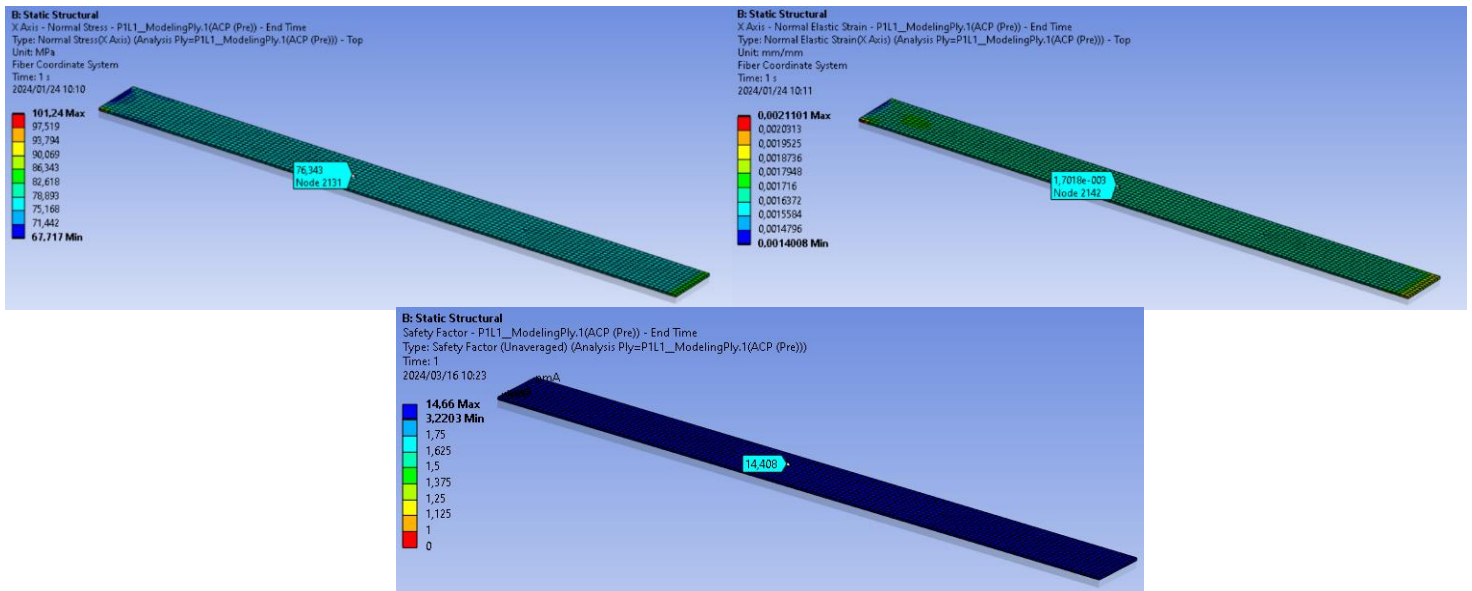 B: Static Structural
X Axis - Normal Stress - P1L1__ModelingPly.1(ACP (Pre)) - End Time
Type: Normal Stress(X Axis) (Analysis Ply=P1L1__ModelingPly.1(ACP (Pre))) - Top
Unit: MPa
Fiber Coordinate System
Time: 1 s
2024/01/24 10:10
101,24 Max
97,519
93,794
90,069
86,343
82,618
78,893
75,168
71,442
67,717 Min
76,343
Node 2131
B: Static Structural
X Axis - Normal Elastic Strain - P1L1__ModelingPly.1(ACP (Pre)) - End Time
Type: Normal Elastic Strain(X Axis) (Analysis Ply=P1L1__ModelingPly.1(ACP (Pre))) - Top
Unit: mm/mm
Fiber Coordinate System
Time: 1 s
2024/01/24 10:11
0,0021101 Max
0,0020313
0,0019525
0,0018736
0,0017948
0,001716
0,0016372
0,0015584
0,0014796
0,0014008 Min
1,7018e-003
Node 2142
B: Static Structural
Safety Factor - P1L1__ModelingPly.1(ACP (Pre)) - End Time
Type: Safety Factor (Unaveraged) (Analysis Ply=P1L1__ModelingPly.1(ACP (Pre)))
Time: 1
2024/03/16 10:23
14,66 Max
3,2203 Min
1,75
1,625
1,5
1,375
1,25
1,125
1
0
14,408